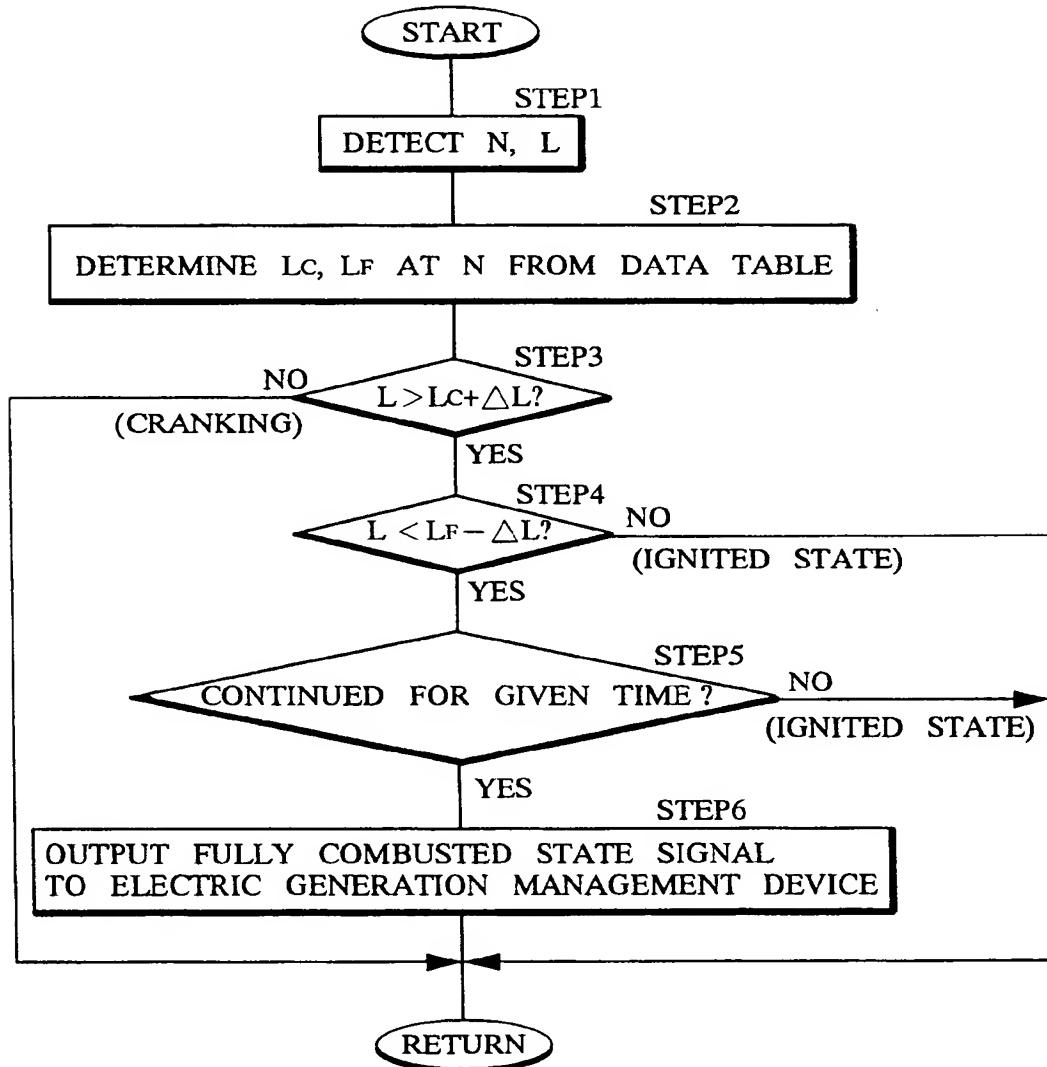 START
STEP1
DETECT N, L
STEP2
DETERMINE LC, LF AT N FROM DATA TABLE
STEP3
NO
L > LC+△L?
(CRANKING)
YES
STEP4
L < LF − △L?
NO
(IGNITED STATE)
YES
STEP5
CONTINUED FOR GIVEN TIME ?
NO
(IGNITED STATE)
YES
STEP6
OUTPUT FULLY COMBUSTED STATE SIGNAL
TO ELECTRIC GENERATION MANAGEMENT DEVICE
RETURN